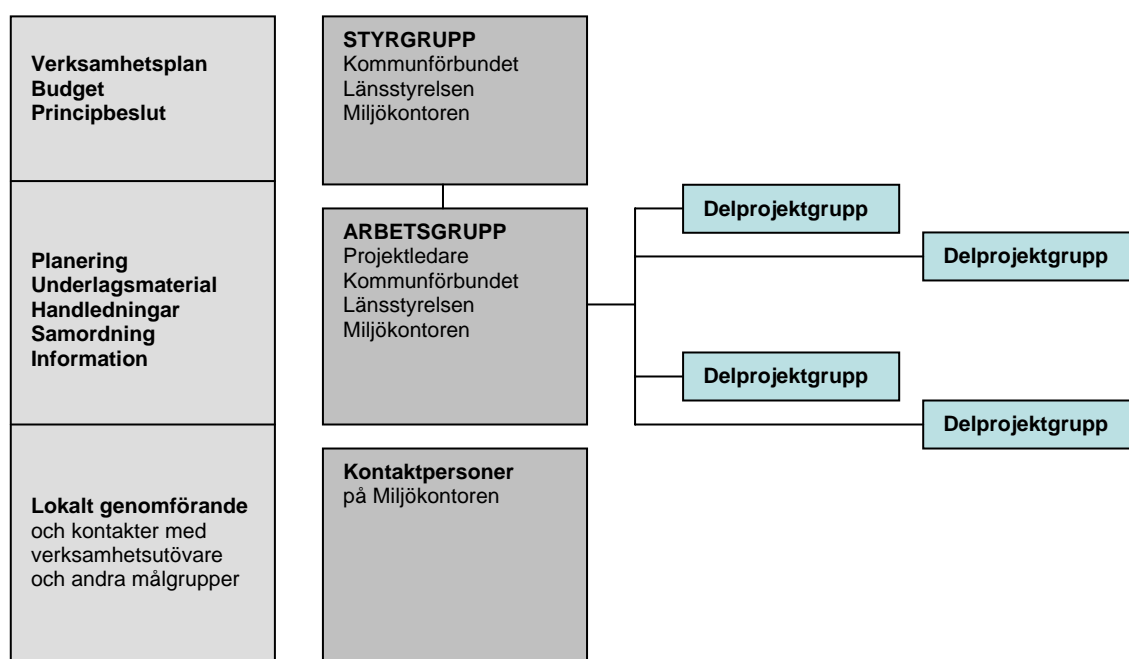 Verksamhetsplan
Budget
Principbeslut
STYRGRUPP
Kommunförbundet
Länsstyrelsen
Miljökontoren
Planering
Underlagsmaterial
Handledningar
Samordning
Information
ARBETSGRUPP
Projektledare
Kommunförbundet
Länsstyrelsen
Miljökontoren
Delprojektgrupp
Delprojektgrupp
Delprojektgrupp
Delprojektgrupp
Lokalt genomförande
och kontakter med
verksamhetsutövare
och andra målgrupper
Kontaktpersoner
på Miljökontoren